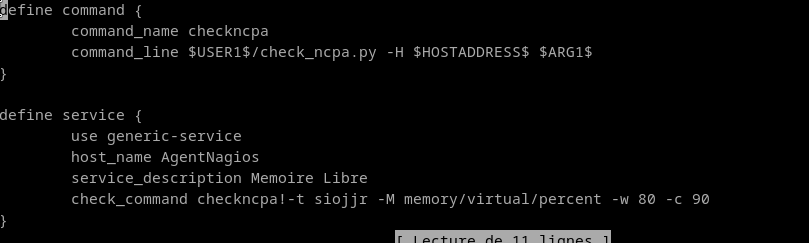 define command {
        command_name checkncpa
        command_line $USER1$/check_ncpa.py -H $HOSTADDRESS$ $ARG1$
}

define service {
        use generic-service
        host_name AgentNagios
        service_description Memoire Libre
        check_command checkncpa!-t siojjr -M memory/virtual/percent -w 80 -c 90
}
[ Lecture de 11 lignes ]